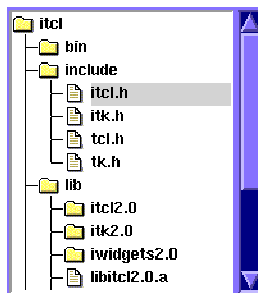 itcl
bin
include
itcl.h
itk.h
tcl.h
tk.h
lib
itcl2.0
itk2.0
iwidgets2.0
libitcl2.0.a